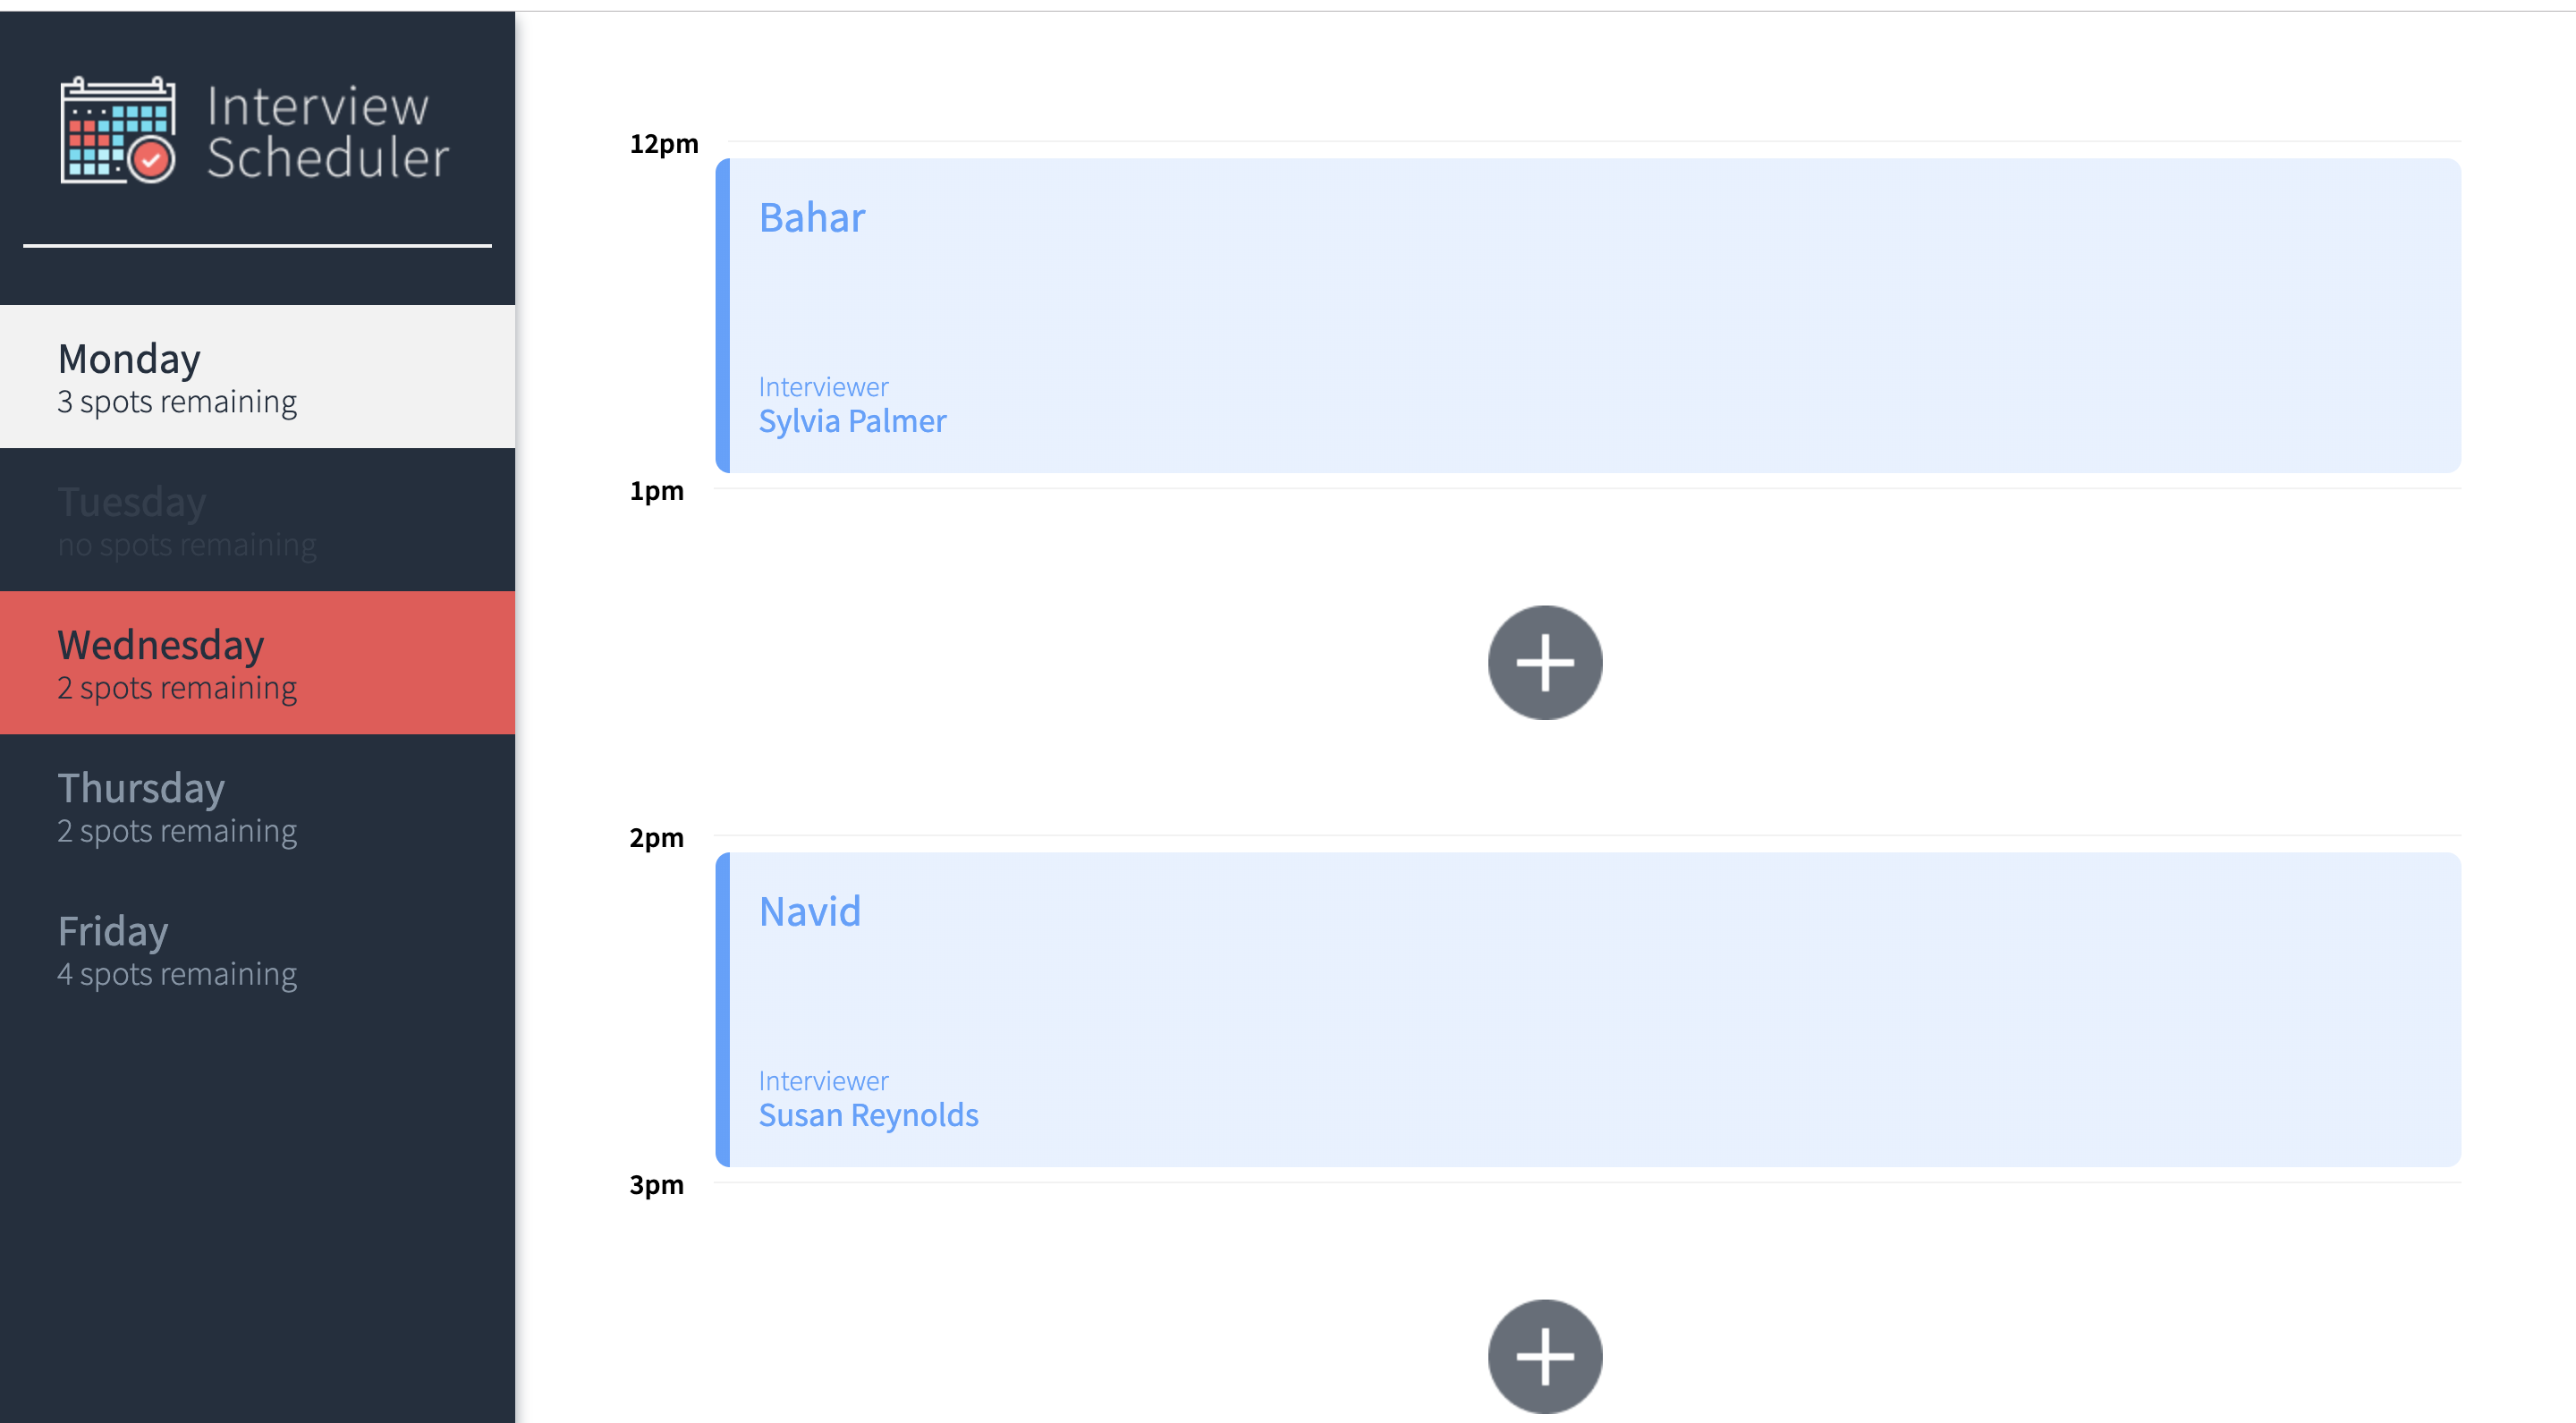 Interview
Scheduler
Monday
3 spots remaining
Tuesday
no spots remaining
Wednesday
2 spots remaining
Thursday
2 spots remaining
Friday
4 spots remaining
12pm
Bahar
Interviewer
Sylvia Palmer
1pm
2pm
Navid
Interviewer
Susan Reynolds
3pm